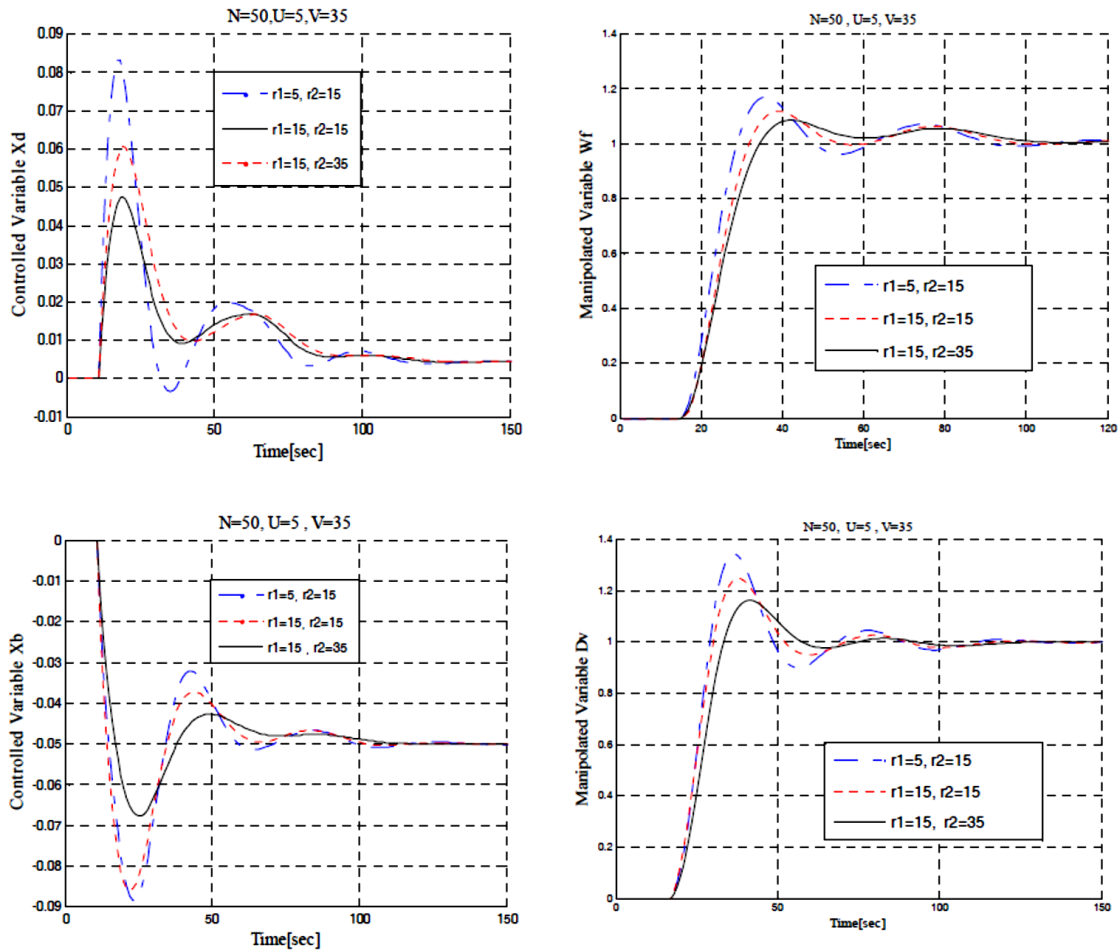 N=50,U=5,V=35
Controlled Variable Xd
0.09
0.08
0.07
0.06
0.05
0.04
0.03
0.02
0.01
0
-0.01
r1=5, r2=15
r1=15, r2=15
r1=15, r2=35
0
50
100
150
Time[sec]
N=50 , U=5 , V=35
Manipolated Variable Wf
1.4
1.2
1
0.8
0.6
0.4
0.2
0
r1=5, r2=15
r1=15, r2=15
r1=15, r2=35
0
20
40
60
80
100
120
Time[sec]
N=50, U=5 , V=35
Controlled Variable Xb
0
-0.01
-0.02
-0.03
-0.04
-0.05
-0.06
-0.07
-0.08
-0.09
r1=5, r2=15
r1=15, r2=15
r1=15 , r2=35
0
50
100
150
Time[sec]
N=50, U=5 , V=35
Manipulated Variable Dv
1.4
1.2
1
0.8
0.6
0.4
0.2
0
r1=5, r2=15
r1=15, r2=15
r1=15, r2=35
0
50
100
150
Time[sec]